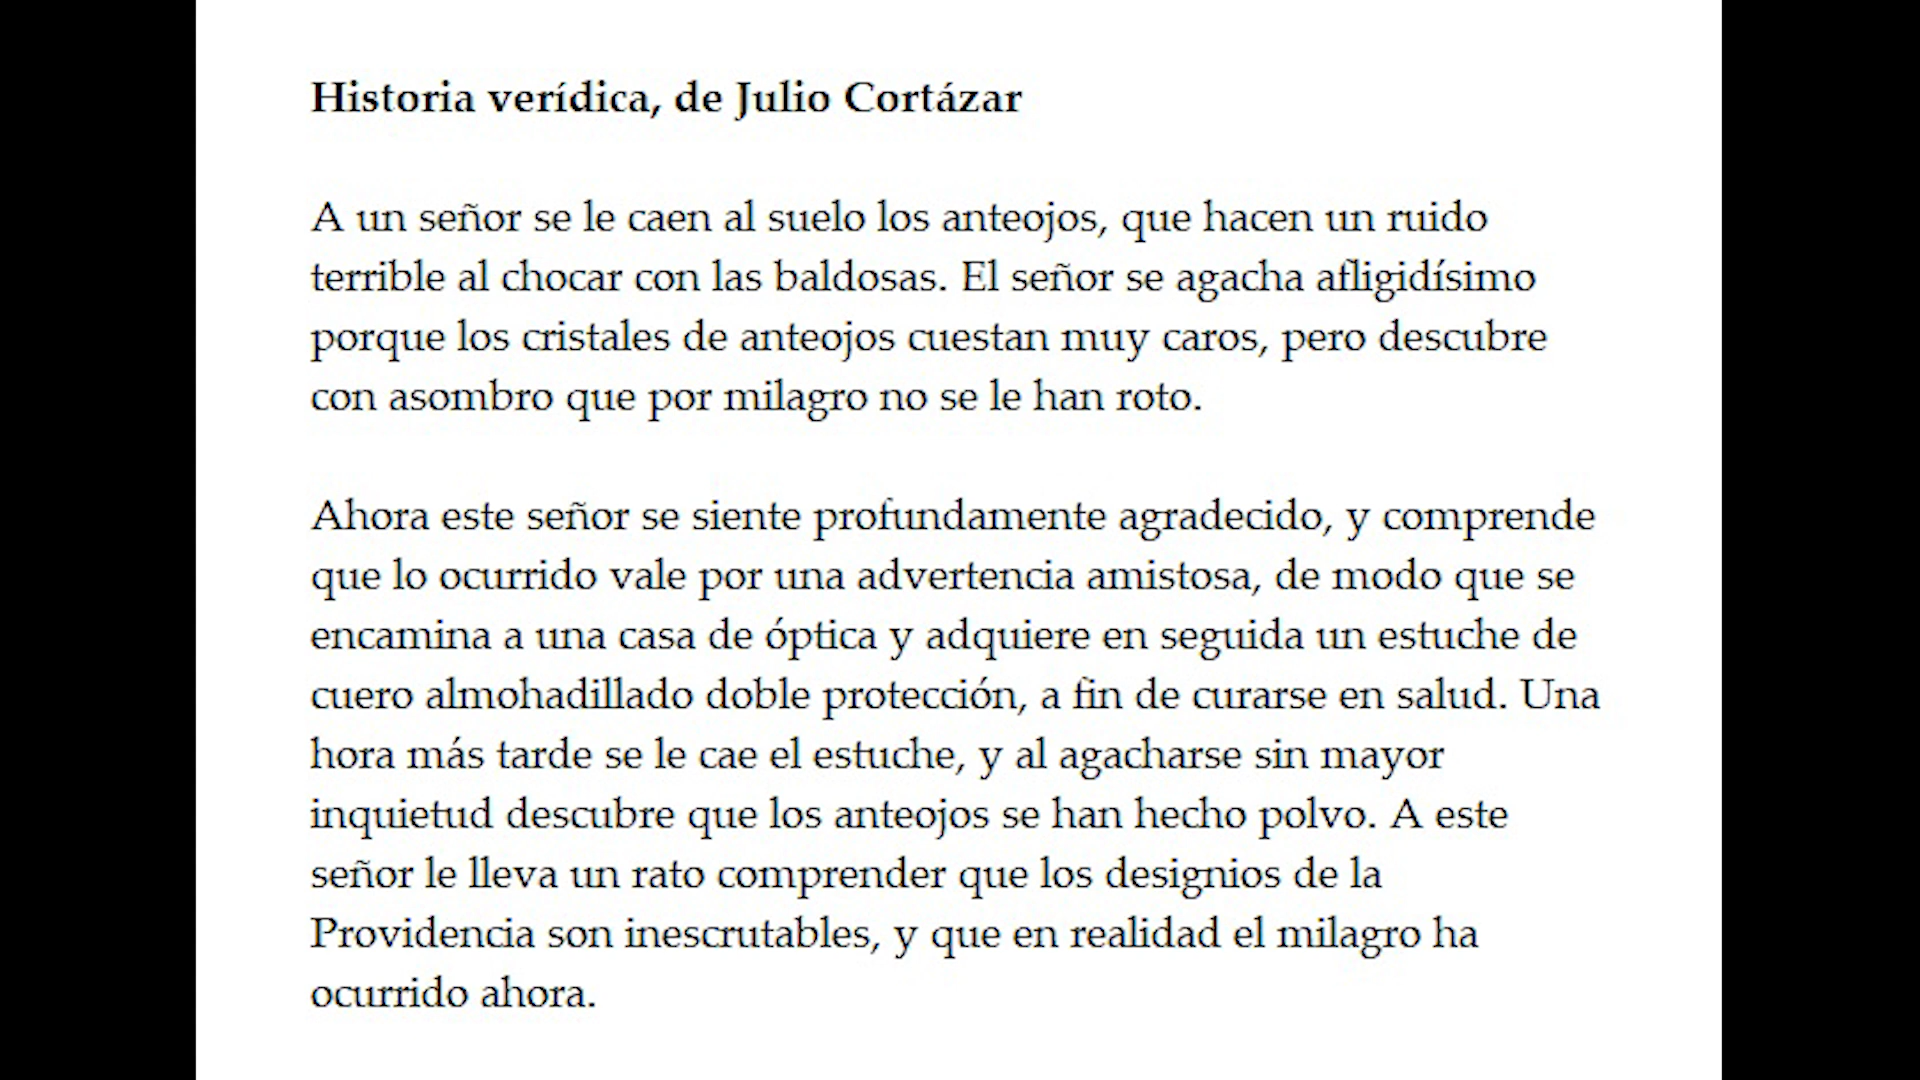 Historia verídica, de Julio Cortázar
A un señor se le caen al suelo los anteojos, que hacen un ruido
terrible al chocar con las baldosas. El señor se agacha afligidísimo
porque los cristales de anteojos cuestan muy caros, pero descubre
con asombro que por milagro no se le han roto.
Ahora este señor se siente profundamente agradecido, y comprende
que lo ocurrido vale por una advertencia amistosa, de modo que se
encamina a una casa de óptica y adquiere en seguida un estuche de
cuero almohadillado doble protección, a fin de curarse en salud. Una
hora más tarde se le cae el estuche, y al agacharse sin mayor
inquietud descubre que los anteojos se han hecho polvo. A este
señor le lleva un rato comprender que los designios de la
Providencia son inescrutables, y que en realidad el milagro ha
ocurrido ahora.